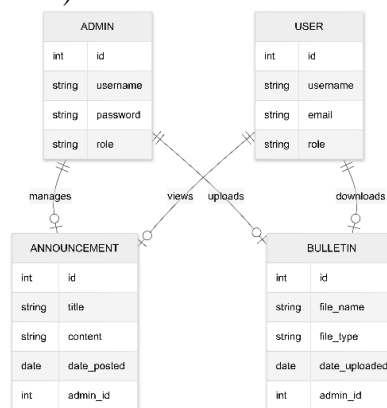 ADMIN
int id
string username
string password
string role
USER
int id
string username
string email
string role
manages views uploads downloads
ANNOUNCEMENT
int id
string title
string content
date date_posted
int admin_id
BULLETIN
int id
string file_name
string file_type
date date_uploaded
int admin_id